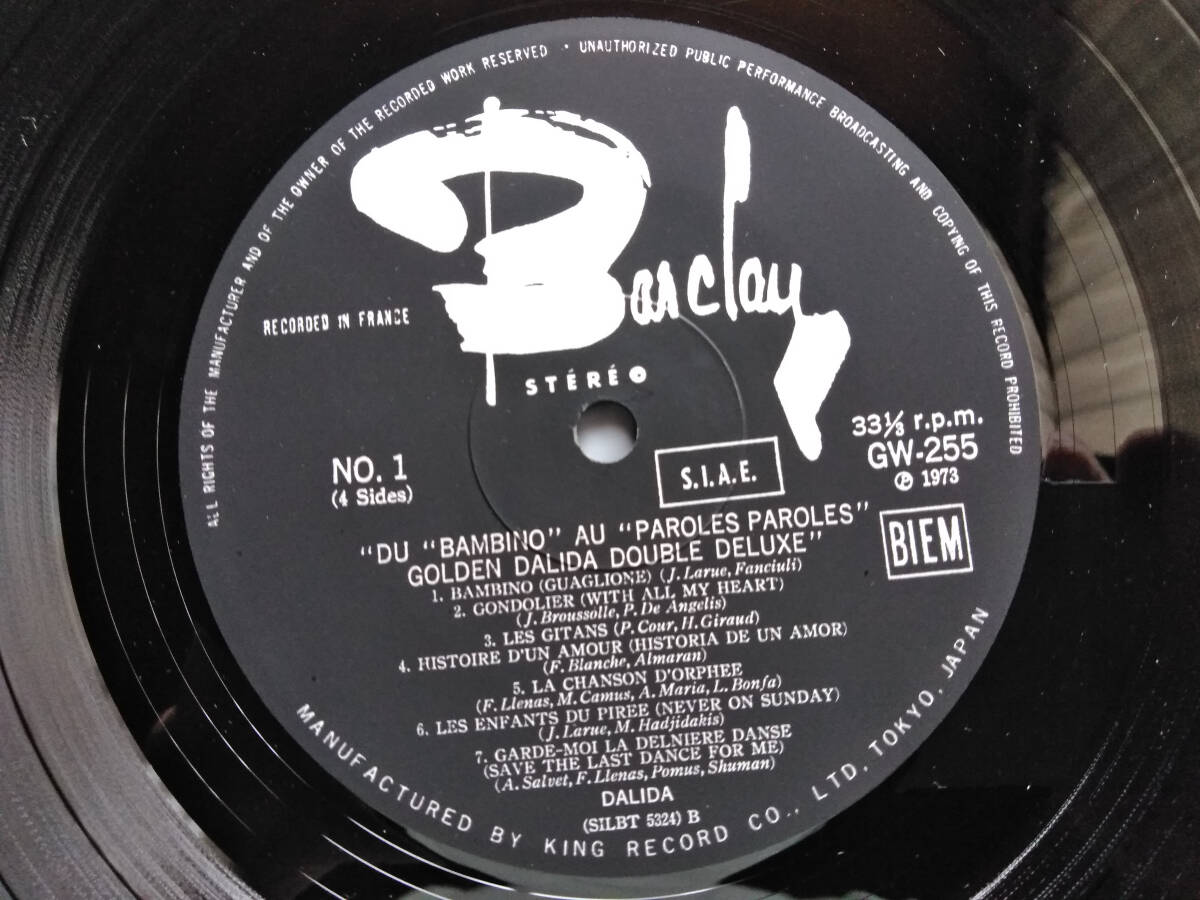 ALL RIGHTS OF THE MANUFACTURER AND OF THE OWNER OF THE RECORDED WORK RESERVED · UNAUTHORIZED PUBLIC PERFORMANCE BROADCASTING AND COPYING OF THIS RECORD PROHIBITED
Barclay
RECORDED IN FRANCE
STÉRÉO
33⅓ r.p.m.
GW-255
Ⓟ 1973
NO. 1
(4 Sides)
S.I.A.E.
BIEM
"DU "BAMBINO" AU "PAROLES PAROLES"
GOLDEN DALIDA DOUBLE DELUXE"
1. BAMBINO (GUAGLIONE) (J. Larue, Fanciuli)
2. GONDOLIER (WITH ALL MY HEART)
(J. Broussolle, P. De Angelis)
3. LES GITANS (P. Cour, H. Giraud)
4. HISTOIRE D'UN AMOUR (HISTORIA DE UN AMOR)
(F. Blanche, Almaran)
5. LA CHANSON D'ORPHEE
(F. Llenas, M. Camus, A. Maria, L. Bonfa)
6. LES ENFANTS DU PIREE (NEVER ON SUNDAY)
(J. Larue, M. Hadjidakis)
7. GARDE-MOI LA DELNIERE DANSE
(SAVE THE LAST DANCE FOR ME)
(A. Salvet, F. Llenas, Pomus, Shuman)
DALIDA
(SILBT 5324) B
MANUFACTURED BY KING RECORD CO., LTD, TOKYO, JAPAN